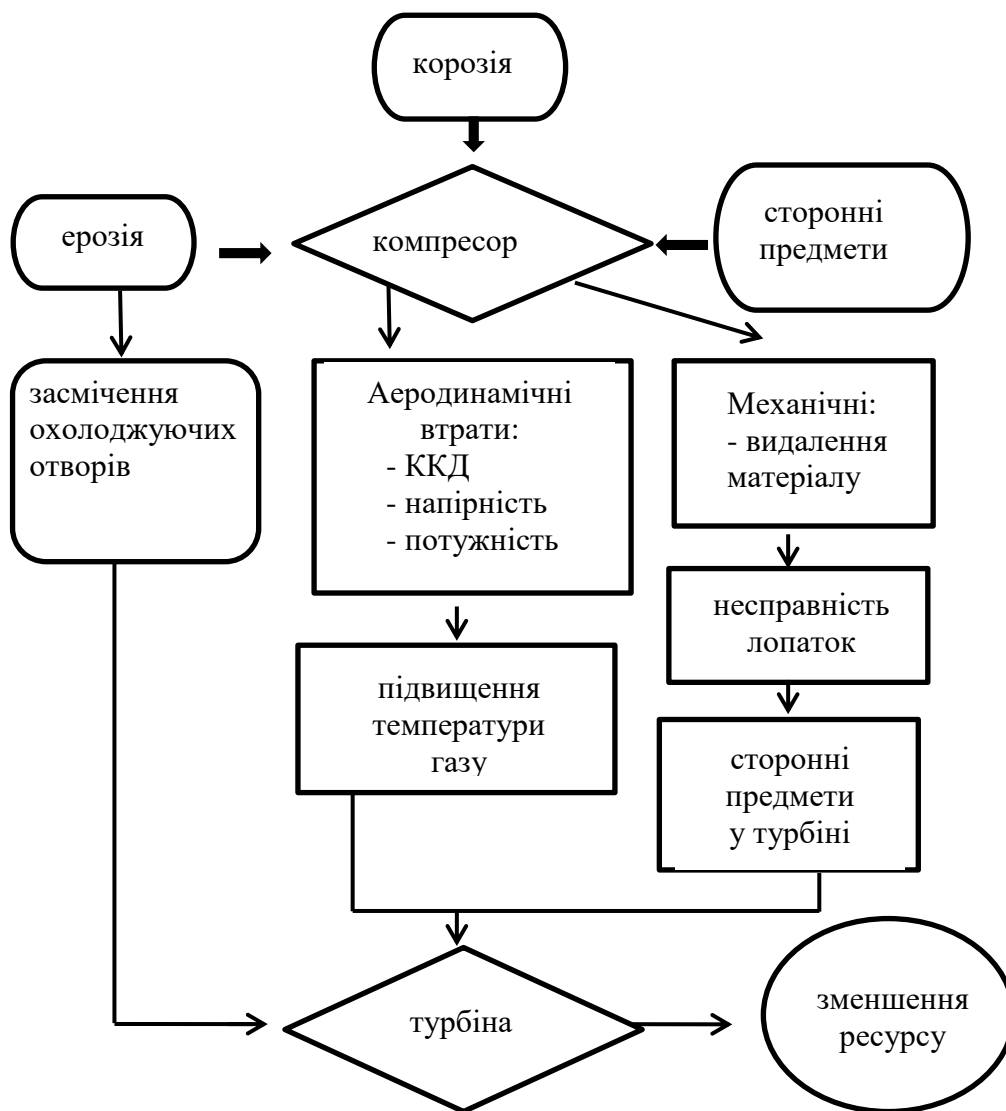 корозія
ерозія
компресор
сторонні
предмети
засмічення
охолоджуючих
отворів
Аеродинамічні
втрати:
- ККД
- напірність
- потужність
Механічні:
- видалення
матеріалу
несправність
лопаток
підвищення
температури
газу
сторонні
предмети
у турбіні
турбіна
зменшення
ресурсу